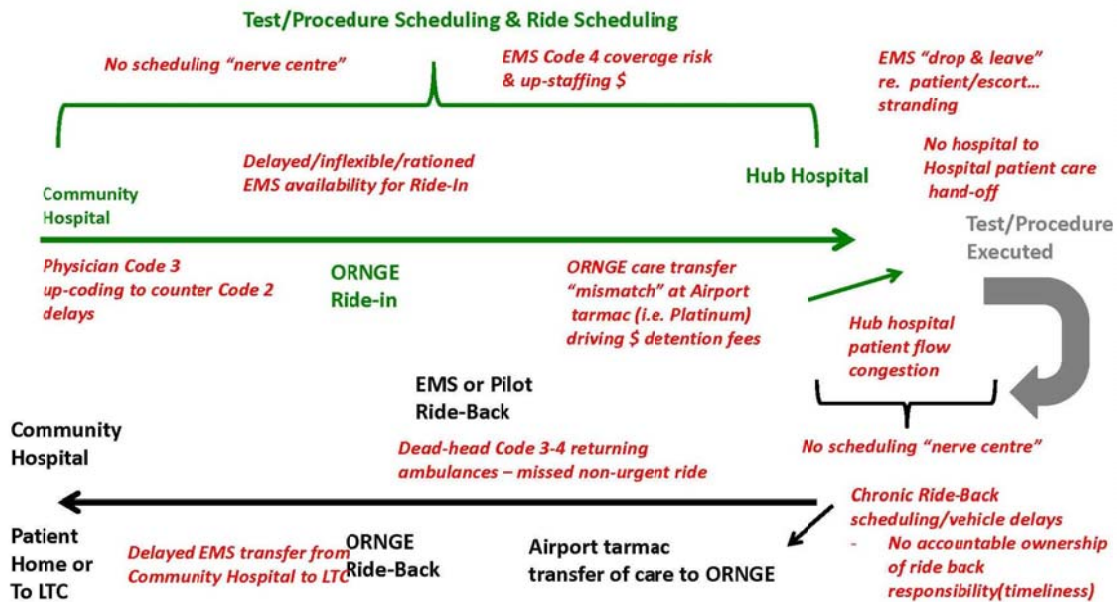 Test/Procedure Scheduling & Ride Scheduling
No scheduling “nerve centre”
EMS Code 4 coverage risk
& up-staffing $
EMS “drop & leave”
re. patient/escort…
stranding
Delayed/inflexible/rationed
EMS availability for Ride-In
No hospital to
Hospital patient care
hand-off
Community
Hospital
Hub Hospital
Test/Procedure
Executed
Physician Code 3
up-coding to counter Code 2
delays
ORNGE
Ride-in
ORNGE care transfer
“mismatch” at Airport
tarmac (i.e. Platinum)
driving $ detention fees
Hub hospital
patient flow
congestion
EMS or Pilot
Ride-Back
Community
Hospital
Dead-head Code 3-4 returning
ambulances – missed non-urgent ride
No scheduling “nerve centre”
Patient
Home or
To LTC
Delayed EMS transfer from
Community Hospital to LTC
ORNGE
Ride-Back
Airport tarmac
transfer of care to ORNGE
Chronic Ride-Back
scheduling/vehicle delays
- No accountable ownership
of ride back
responsibility(timeliness)